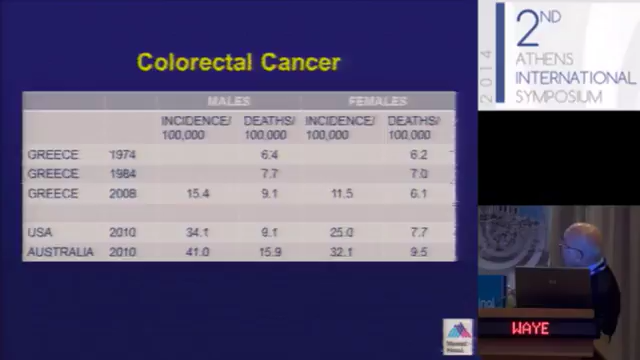 Colorectal Cancer
MALES FEMALES
INCIDENCE/ 100,000 DEATHS/ 100,000 INCIDENCE/ 100,000 DEATHS/ 100,000
GREECE 1974 6.4 6.2
GREECE 1984 7.7 7.0
GREECE 2008 15.4 9.1 11.5 6.1
USA 2010 34.1 9.1 25.0 7.7
AUSTRALIA 2010 41.0 15.9 32.1 9.5
2014
2ND
ATHENS
INTERNATIONAL
SYMPOSIUM
WAYE